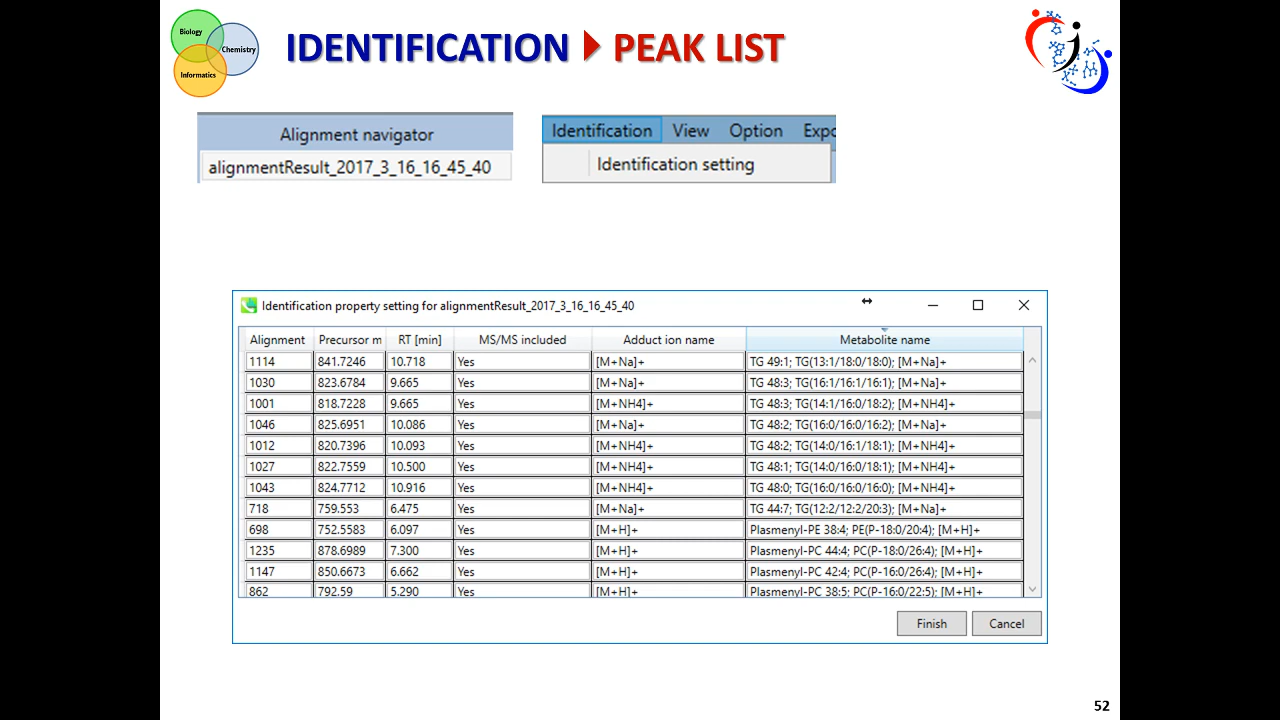 Biology
Chemistry
Informatics
IDENTIFICATION PEAK LIST
Alignment navigator
alignmentResult_2017_3_16_16_45_40
Identification View Option Expo
Identification setting
Identification property setting for alignmentResult_2017_3_16_16_45_40
Alignment Precursor m RT [min] MS/MS included Adduct ion name Metabolite name
1114 841.7246 10.718 Yes [M+Na]+ TG 49:1; TG(13:1/18:0/18:0); [M+Na]+
1030 823.6784 9.665 Yes [M+Na]+ TG 48:3; TG(16:1/16:1/16:1); [M+Na]+
1001 818.7228 9.665 Yes [M+NH4]+ TG 48:3; TG(14:1/16:0/18:2); [M+NH4]+
1046 825.6951 10.086 Yes [M+Na]+ TG 48:2; TG(16:0/16:0/16:2); [M+Na]+
1012 820.7396 10.093 Yes [M+NH4]+ TG 48:2; TG(14:0/16:1/18:1); [M+NH4]+
1027 822.7559 10.500 Yes [M+NH4]+ TG 48:1; TG(14:0/16:0/18:1); [M+NH4]+
1043 824.7712 10.916 Yes [M+NH4]+ TG 48:0; TG(16:0/16:0/16:0); [M+NH4]+
718 759.553 6.475 Yes [M+Na]+ TG 44:7; TG(12:2/12:2/20:3); [M+Na]+
698 752.5583 6.097 Yes [M+H]+ Plasmenyl-PE 38:4; PE(P-18:0/20:4); [M+H]+
1235 878.6989 7.300 Yes [M+H]+ Plasmenyl-PC 44:4; PC(P-18:0/26:4); [M+H]+
1147 850.6673 6.662 Yes [M+H]+ Plasmenyl-PC 42:4; PC(P-16:0/26:4); [M+H]+
862 792.59 5.290 Yes [M+H]+ Plasmenyl-PC 38:5; PC(P-16:0/22:5); [M+H]+
Finish Cancel
52